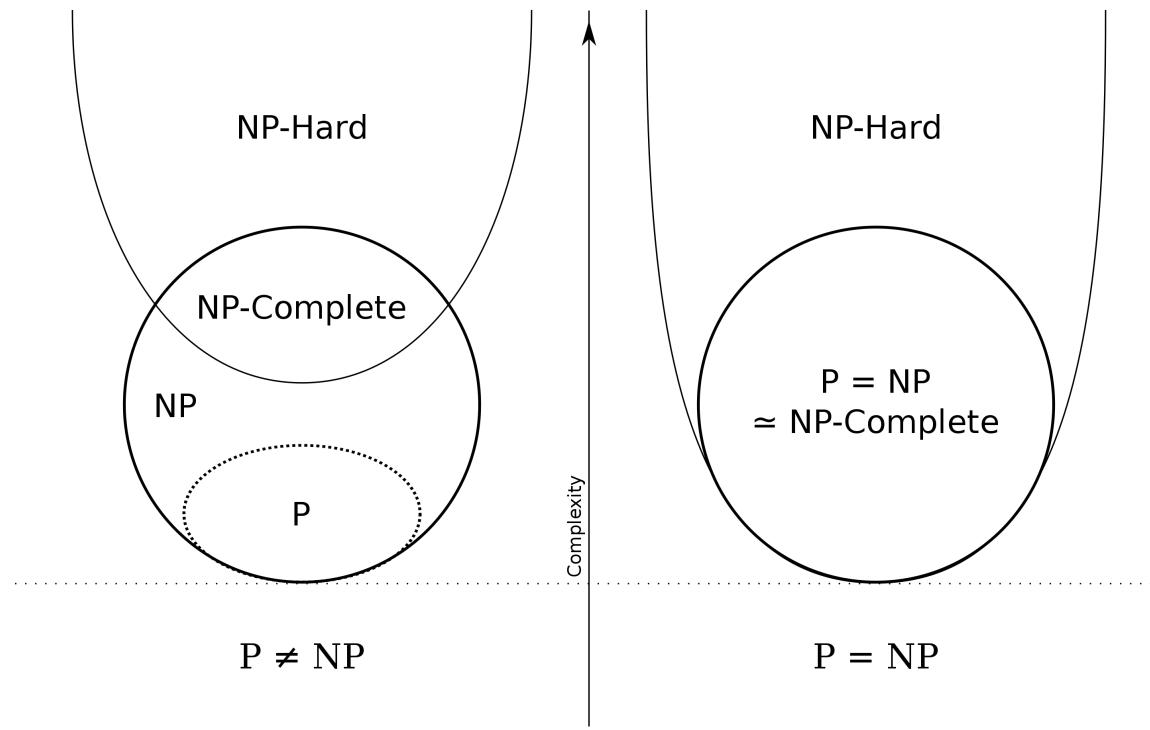 NP-Hard
NP-Complete
NP
P
P ≠ NP
Complexity
NP-Hard
P = NP
≃ NP-Complete
P = NP